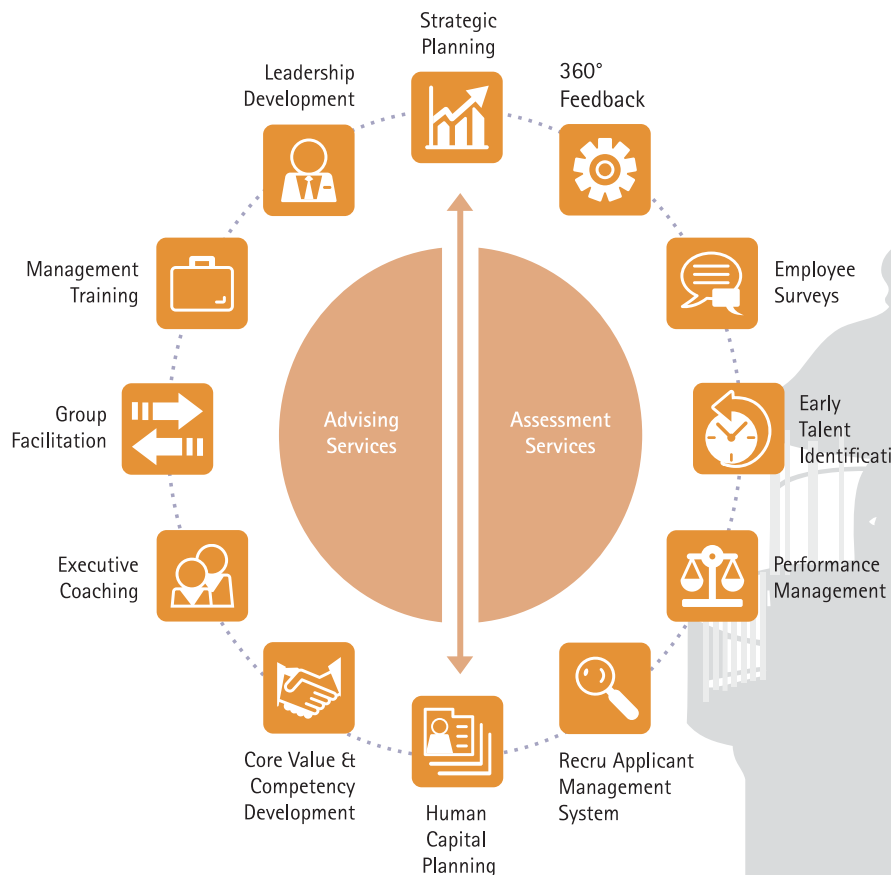 Strategic
Planning
360°
Feedback
Employee
Surveys
Early
Talent
Identificati
Performance
Management
Recru Applicant
Management
System
Human
Capital
Planning
Core Value &
Competency
Development
Executive
Coaching
Group
Facilitation
Management
Training
Leadership
Development
Advising
Services
Assessment
Services